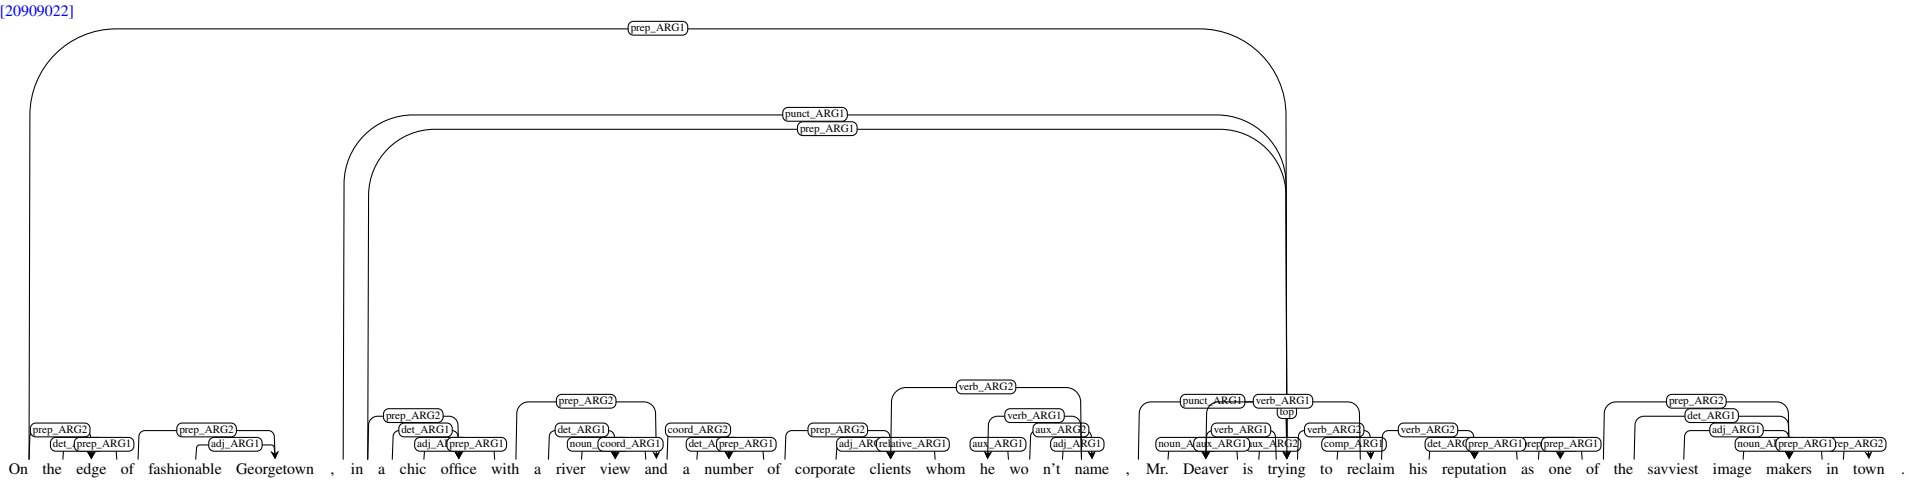 [20909022]
prep_ARG1
punct_ARG1
prep_ARG1
verb_ARG2
prep_ARG2 punct_ARG1 verb_ARG1 prep_ARG2
top
prep_ARG2 verb_ARG1 det_ARG1
prep_ARG2 prep_ARG2 det_ARG1 det_ARG1 coord_ARG2 prep_ARG2 aux_ARG2 verb_ARG1 verb_ARG2 verb_ARG2 adj_ARG1
prep_ARG1 adj_ARG1 prep_ARG1 coord_ARG1 prep_ARG1 relative_ARG1 aux_ARG1 adj_ARG1 aux_ARG1 comp_ARG1 prep_ARG1 prep_ARG1 prep_ARG1
On the edge of fashionable Georgetown , in a chic office with a river view and a number of corporate clients whom he wo n't name , Mr. Deaver is trying to reclaim his reputation as one of the savviest image makers in town .